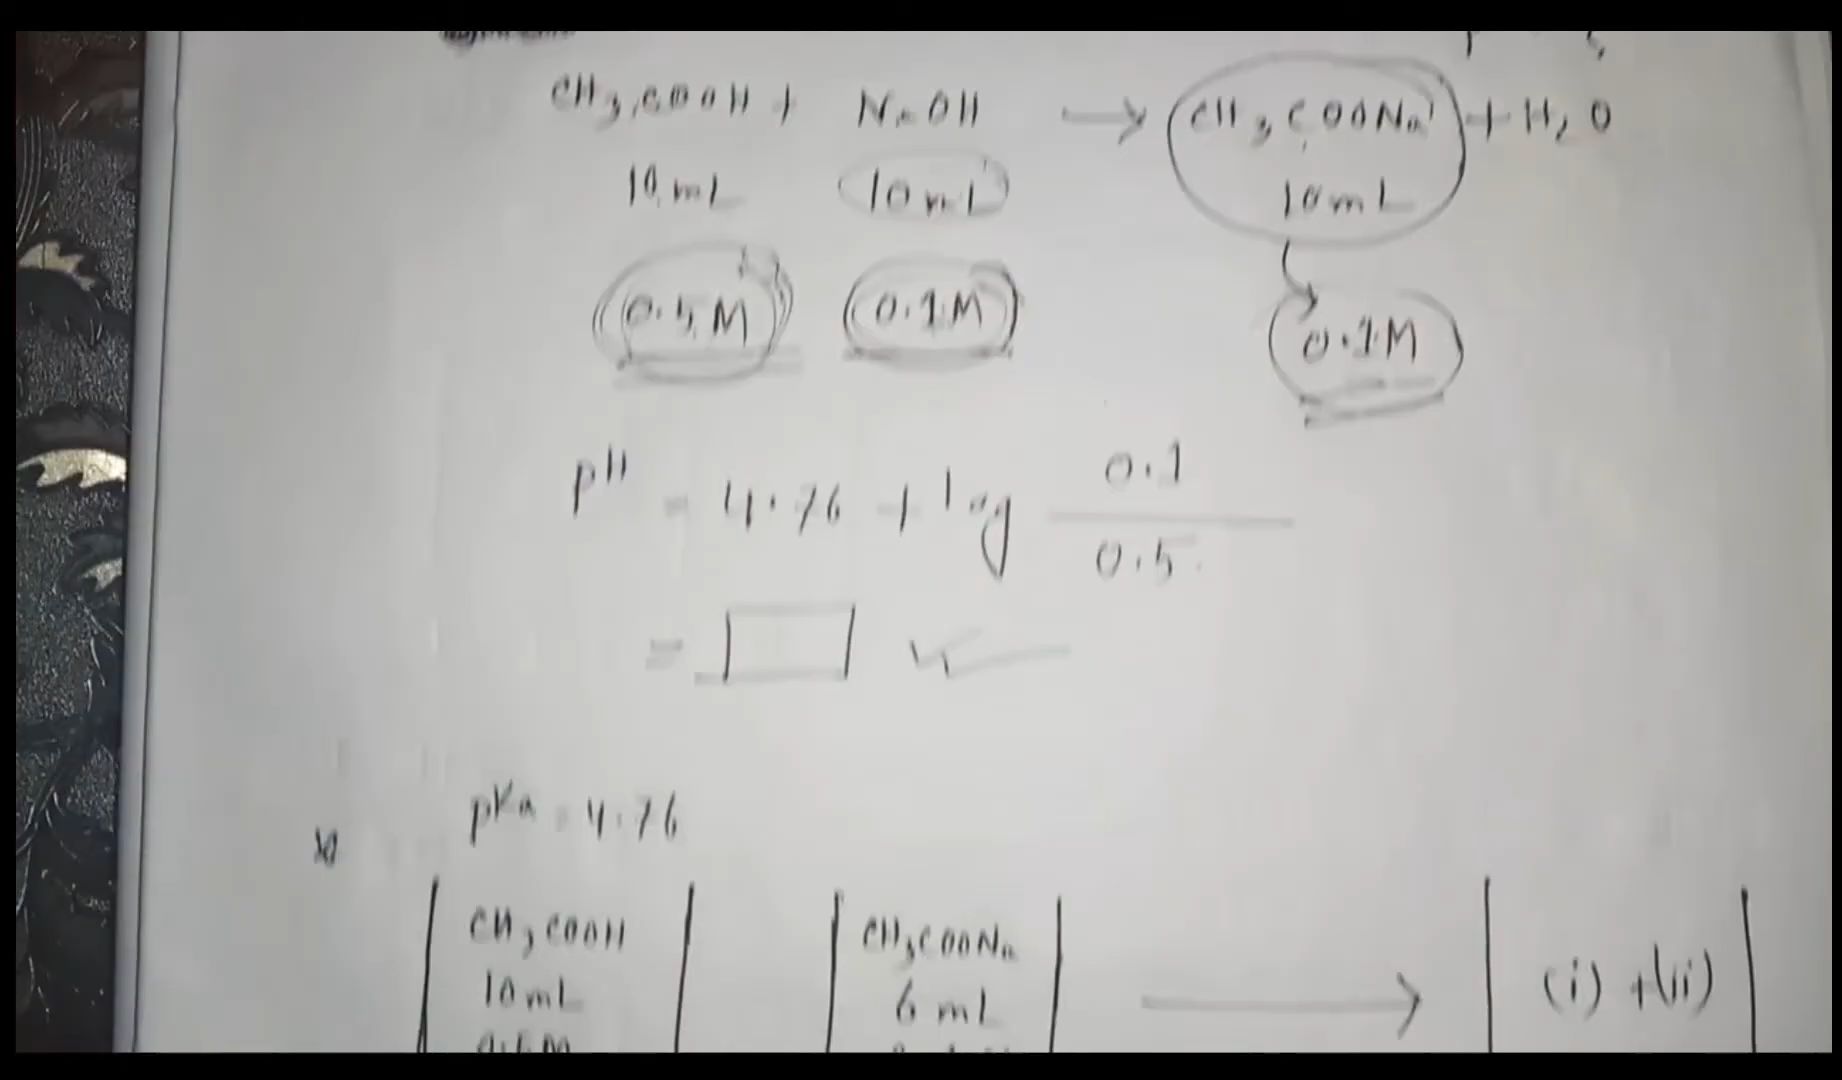 CH3COOH + NaOH → CH3COONa + H2O
10 mL 10 mL 10 mL
0.5 M 0.1 M 0.1 M
pH = 4.76 + log 0.1 / 0.5
=
pKa = 4.76
CH3COOH CH3COONa (i) + (ii)
10 mL 6 mL